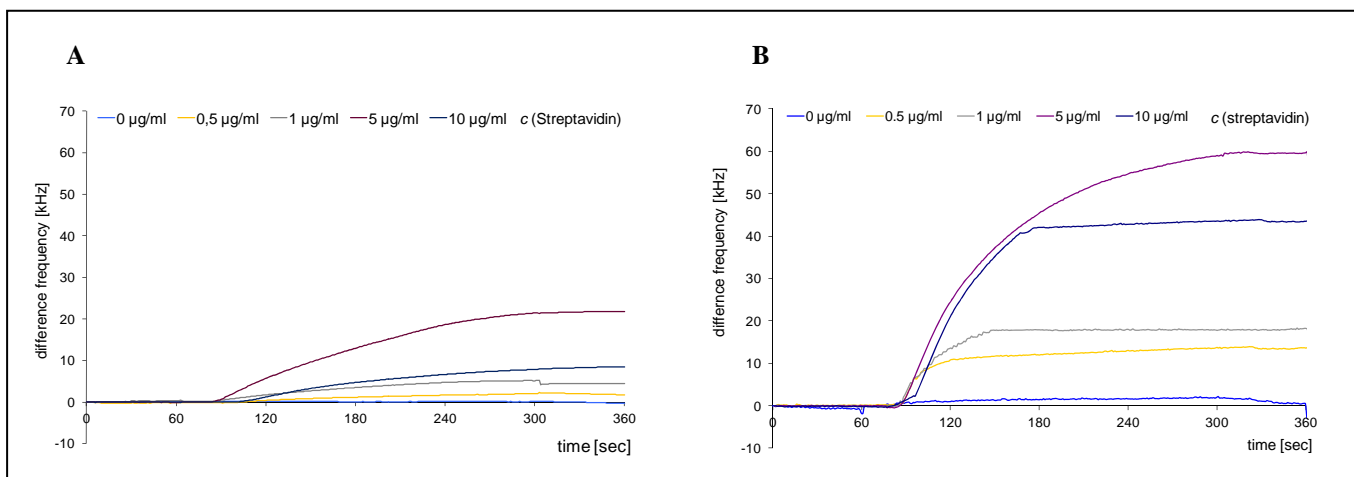 A
70
0 µg/ml 0,5 µg/ml 1 µg/ml 5 µg/ml 10 µg/ml c (Streptavidin)
60
50
40
30
20
10
0
-10
0 60 120 180 240 300 360
difference frequency [kHz]
time [sec]
B
70
0 µg/ml 0.5 µg/ml 1 µg/ml 5 µg/ml 10 µg/ml c (streptavidin)
60
50
40
30
20
10
0
-10
0 60 120 180 240 300 360
difference frequency [kHz]
time [sec]